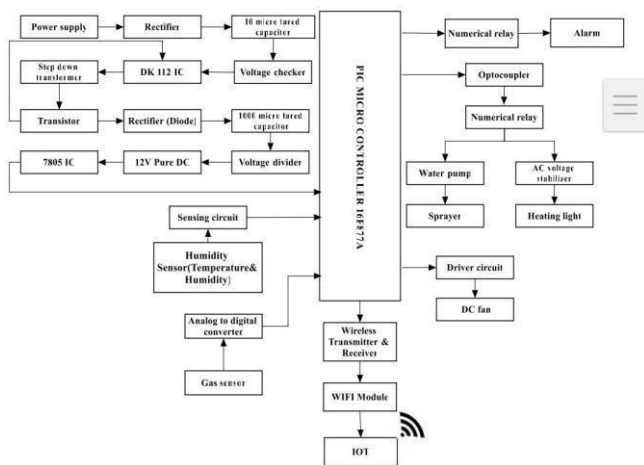 Power supply
Rectifier
10 micro fared
capacitor
Numerical relay
Alarm
Step down
transformer
DK 112 IC
Voltage checker
Optocoupler
Transistor
Rectifier (Diode)
1000 micro fared
capacitor
Numerical relay
7805 IC
12V Pure DC
Voltage divider
PIC MICRO CONTROLLER 16F877A
Water pump
AC voltage
stabilizer
Sprayer
Heating light
Sensing circuit
Humidity
Sensor(Temperature&
Humidity)
Driver circuit
DC fan
Analog to digital
converter
Gas sensor
Wireless
Transmitter &
Receiver
WIFI Module
IOT